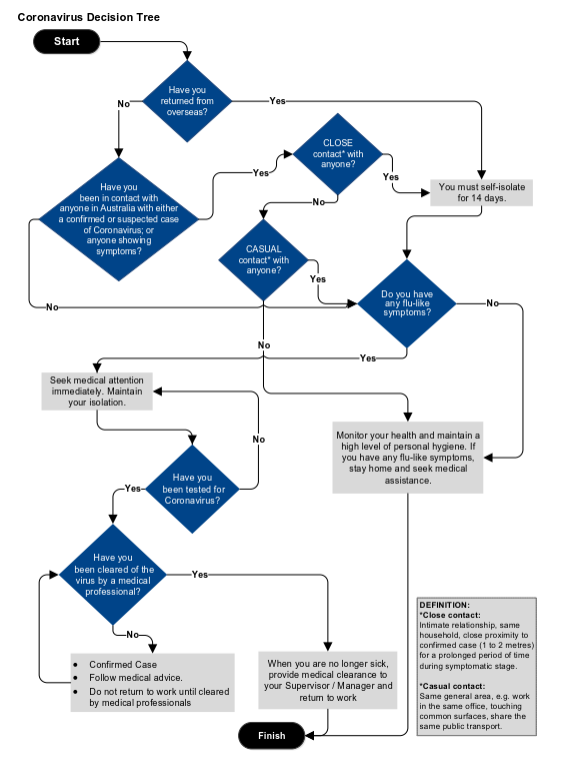 Coronavirus Decision Tree
Start
Have you
returned from
overseas?
No
Yes
CLOSE
contact* with
anyone?
Yes
Yes
You must self-isolate
for 14 days.
Have you
been in contact with
anyone in Australia with either
a confirmed or suspected case
of Coronavirus; or
anyone showing
symptoms?
No
CASUAL
contact* with
anyone?
Yes
Do you have
any flu-like
symptoms?
No
No
No
Yes
Seek medical attention
immediately. Maintain
your isolation.
No
Monitor your health and maintain a
high level of personal hygiene. If
you have any flu-like symptoms,
stay home and seek medical
assistance.
Have you
been tested for
Coronavirus?
Yes
Have you
been cleared of the
virus by a medical
professional?
Yes
No
• Confirmed Case
• Follow medical advice.
• Do not return to work until cleared
by medical professionals
When you are no longer sick,
provide medical clearance to
your Supervisor / Manager and
return to work
DEFINITION:
*Close contact:
Intimate relationship, same
household, close proximity to
confirmed case (1 to 2 metres)
for a prolonged period of time
during symptomatic stage.
*Casual contact:
Same general area, e.g. work
in the same office, touching
common surfaces, share the
same public transport.
Finish